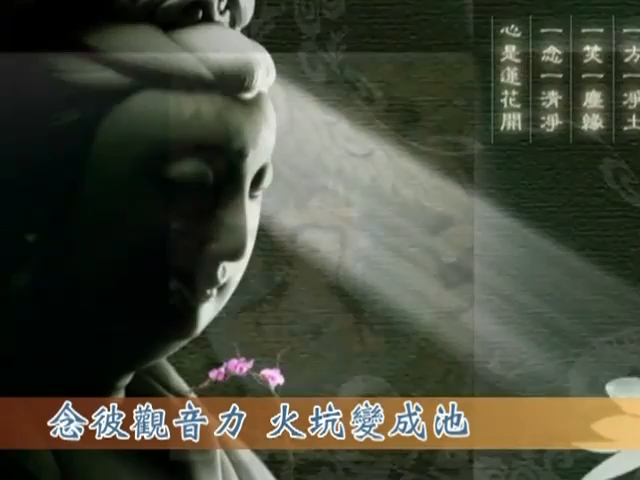 一方一淨土
一笑一塵緣
一念一清淨
心是蓮花開
念彼觀音力 火坑變成池